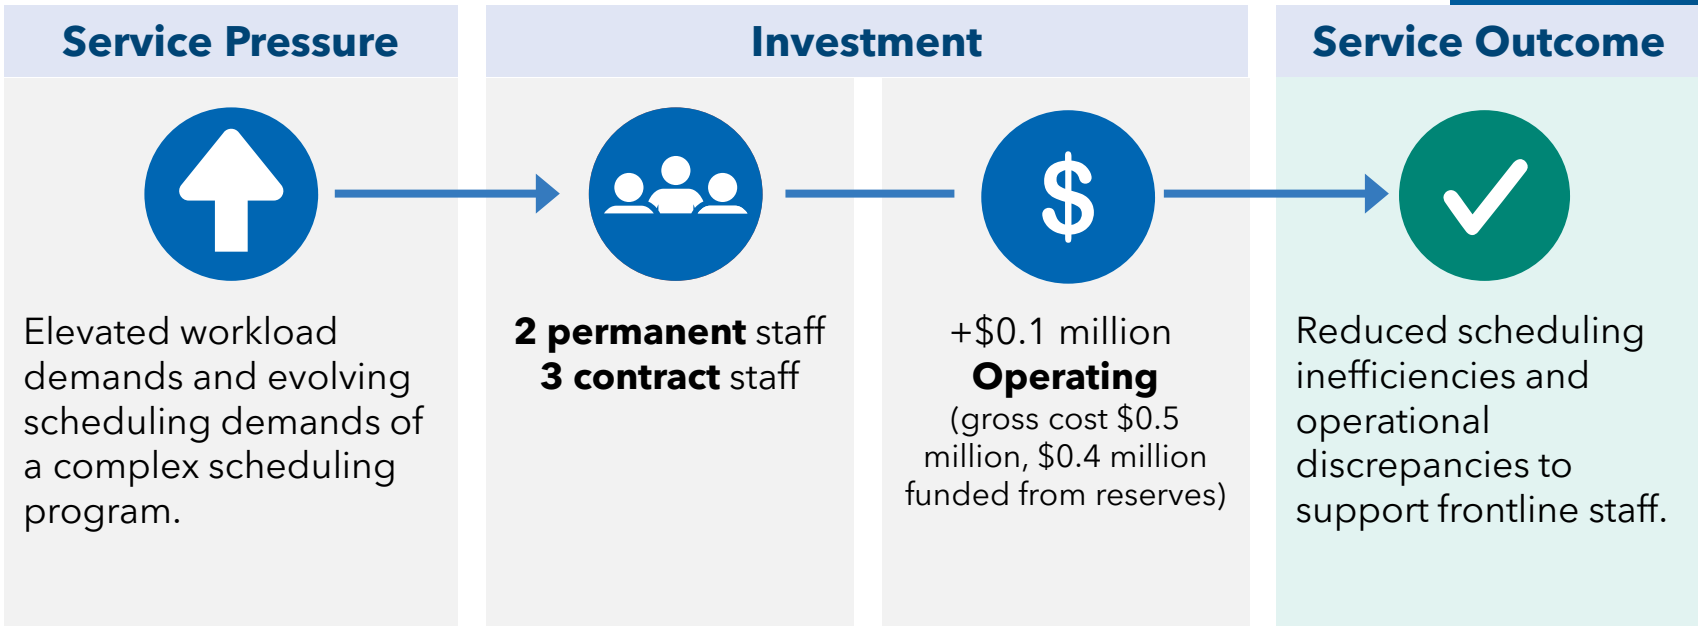 Service Pressure
Investment
Service Outcome
Elevated workload
demands and evolving
scheduling demands of
a complex scheduling
program.
2 permanent staff
3 contract staff
$
+$0.1 million
Operating
(gross cost $0.5
million, $0.4 million
funded from reserves)
Reduced scheduling
inefficiencies and
operational
discrepancies to
support frontline staff.